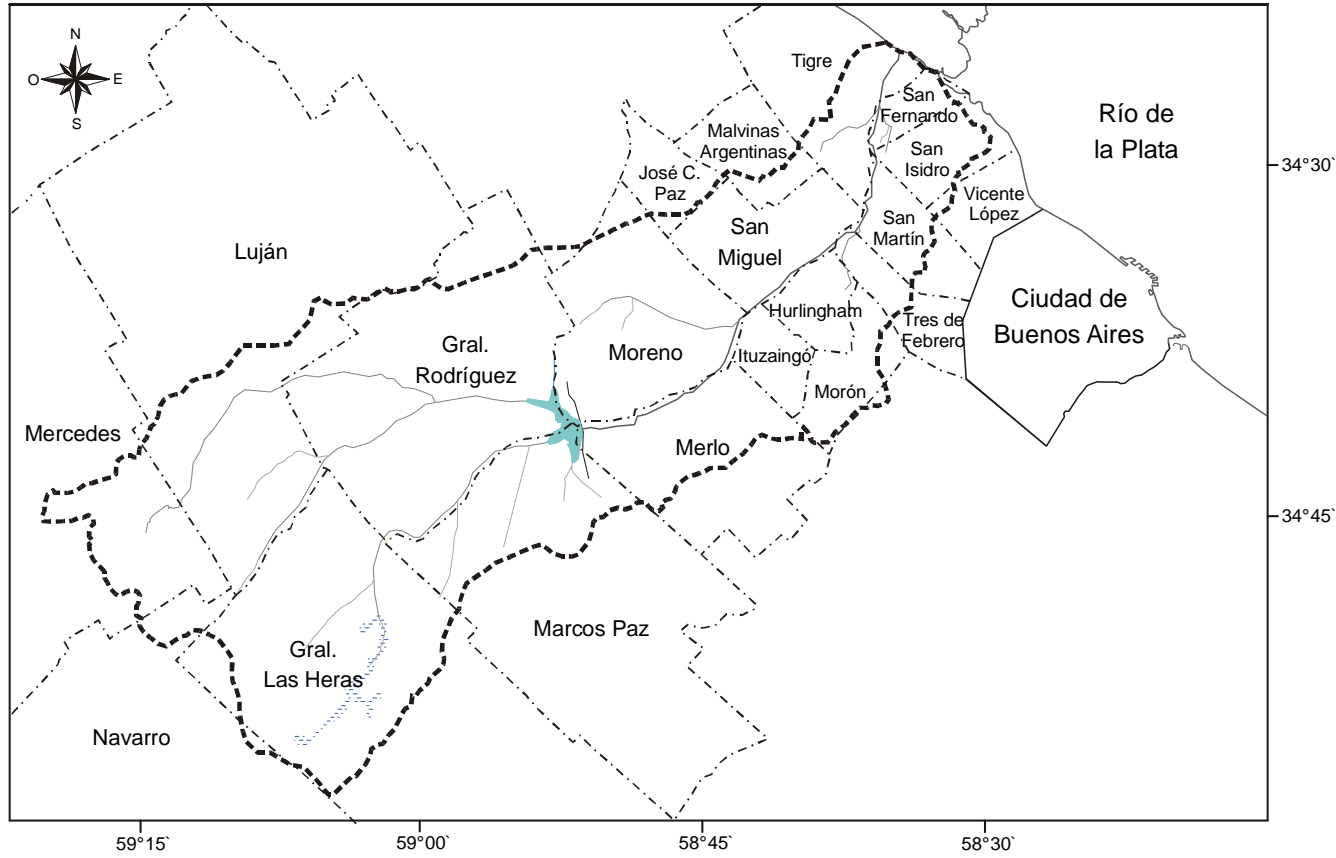 N
O
E
S
Tigre
San
Fernando
Río de
la Plata
Malvinas
Argentinas
San
Isidro
34°30`
José C.
Paz
Vicente
López
San
Martín
San
Miguel
Luján
Ciudad de
Buenos Aires
Hurlingham
Tres de
Febrero
Gral.
Rodríguez
Moreno
Ituzaingó
Morón
Mercedes
Merlo
34°45`
Marcos Paz
Gral.
Las Heras
Navarro
59°15`
59°00`
58°45`
58°30`